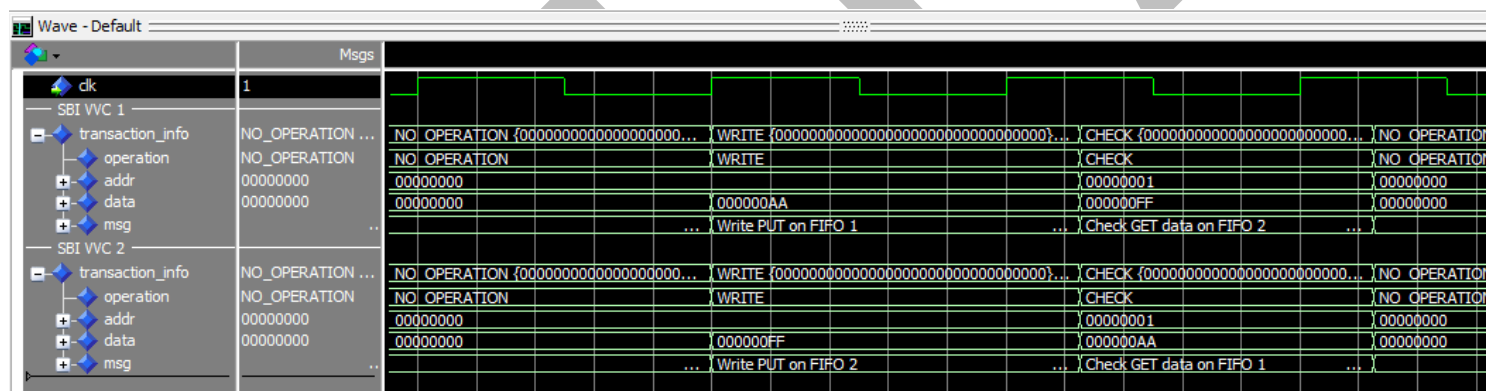 Wave - Default
Msgs
clk 1
SBI VVC 1
transaction_info NO_OPERATION ... NO_OPERATION {0000000000000000000... WRITE {00000000000000000000000000000000}... CHECK {000000000000000000000000... NO_OPERATION
operation NO_OPERATION NO_OPERATION WRITE CHECK NO_OPERATION
addr 00000000 00000000 00000001 00000000
data 00000000 00000000 000000AA 000000FF 00000000
msg .. ... Write PUT on FIFO 1 ... Check GET data on FIFO 2 ...
SBI VVC 2
transaction_info NO_OPERATION ... NO_OPERATION {0000000000000000000... WRITE {00000000000000000000000000000000}... CHECK {000000000000000000000000... NO_OPERATION
operation NO_OPERATION NO_OPERATION WRITE CHECK NO_OPERATION
addr 00000000 00000000 00000001 00000000
data 00000000 00000000 000000FF 000000AA 00000000
msg .. ... Write PUT on FIFO 2 ... Check GET data on FIFO 1 ...